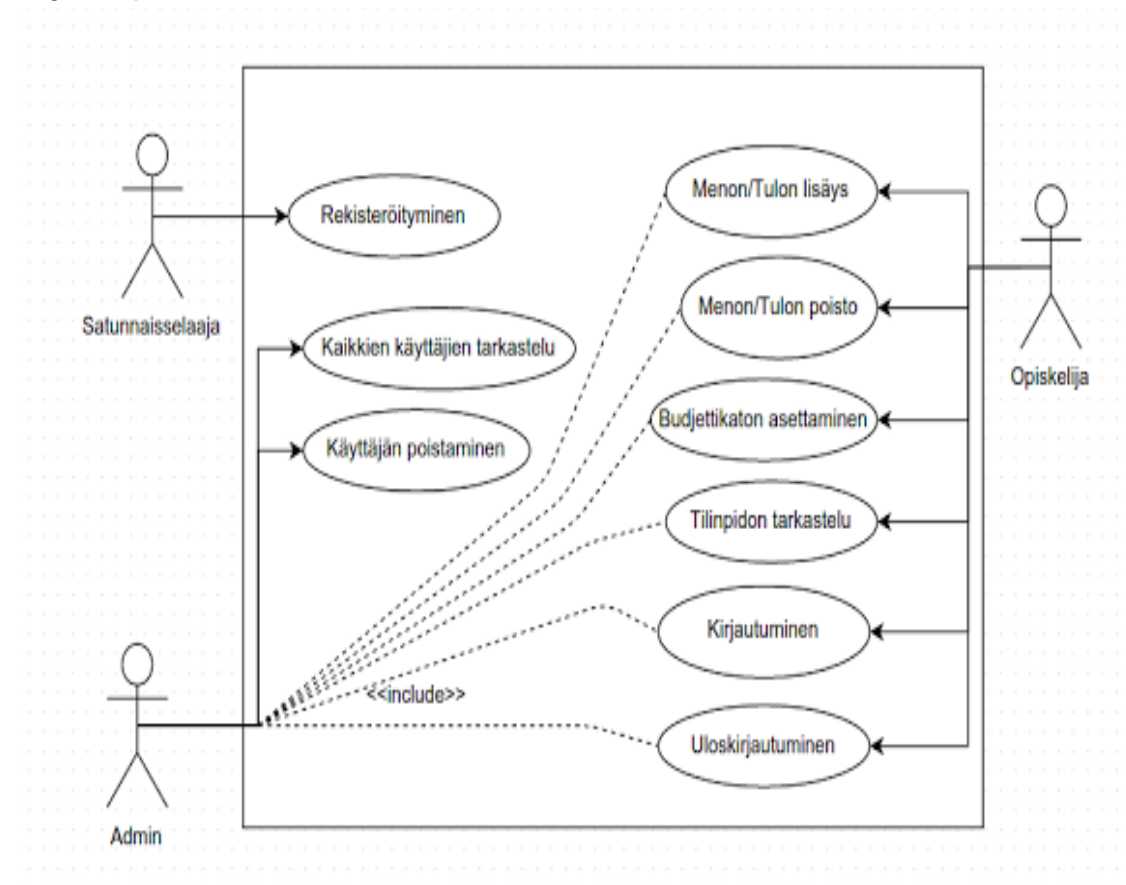 Menon/Tulon lisäys
Rekisteröityminen
Menon/Tulon poisto
Satunnaisselaaja
Kaikkien käyttäjien tarkastelu
Opiskelija
Budjettikaton asettaminen
Käyttäjän poistaminen
Tilinpidon tarkastelu
Kirjautuminen
<<include>>
Uloskirjautuminen
Admin